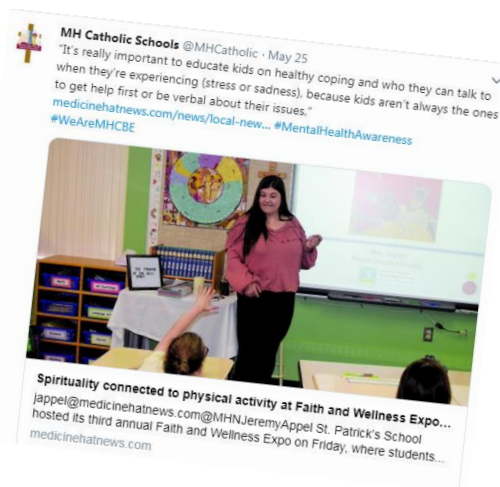 MH Catholic Schools @MHCatholic · May 25
"It's really important to educate kids on healthy coping and who they can talk to
when they're experiencing (stress or sadness), because kids aren't always the ones
to get help first or be verbal about their issues."
medicinehatnews.com/news/local-new... #MentalHealthAwareness
#WeAreMHCBE
Spirituality connected to physical activity at Faith and Wellness Expo...
jappel@medicinehatnews.com@MHNJeremyAppel St. Patrick's School
hosted its third annual Faith and Wellness Expo on Friday, where students...
medicinehatnews.com